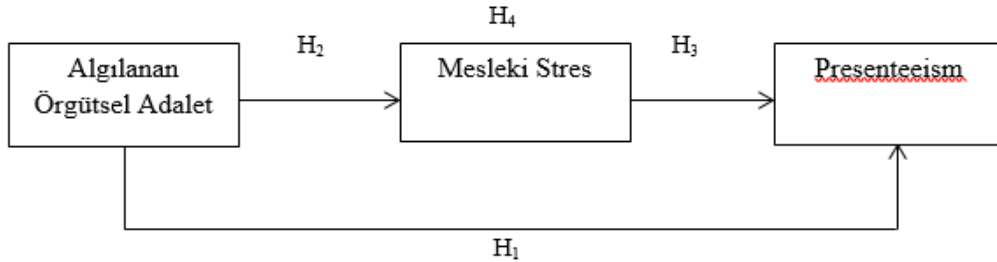 H₄
H₂
H₃
Algılanan
Örgütsel Adalet
Mesleki Stres
Presenteeism
H₁